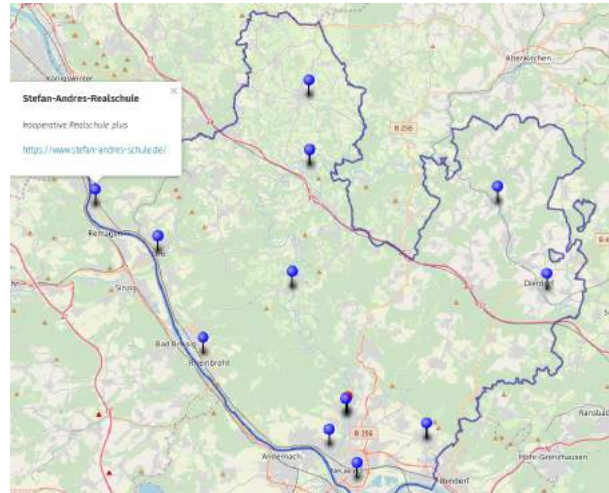 Königswinter
Altenkirchen
Stefan-Andres-Realschule
Kooperative Realschule plus
https://www.stefan-andres-schule.de/
B 256
Remagen
Sinzig
Dierdorf
Bad Breisig
Rheinbrohl
Ransbach
B 256
Andernach
Neuwied
Bendorf
Höhr-Grenzhausen